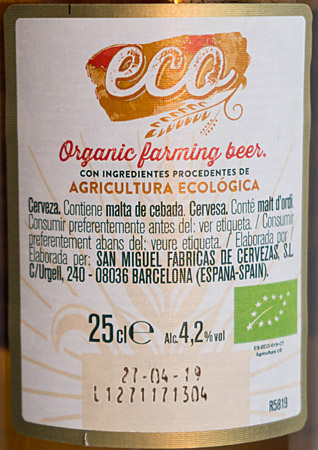 eco
Organic farming beer.
CON INGREDIENTES PROCEDENTES DE
AGRICULTURA ECOLÓGICA
Cerveza. Contiene malta de cebada. Cervesa. Conté malt d'ordi.
Consumir preferentemente antes del: ver etiqueta. / Consumir
preferentement abans del: veure etiqueta. / Elaborada por /
Elaborada per: SAN MIGUEL FABRICAS DE CERVEZAS, S.L.
C/Urgell, 240 - 08036 BARCELONA (ESPANA-SPAIN).
25cl e Alc. 4,2% vol
ES-ECO-019-CT
Agricultura UE
27-04-19
L1271171304
R5819